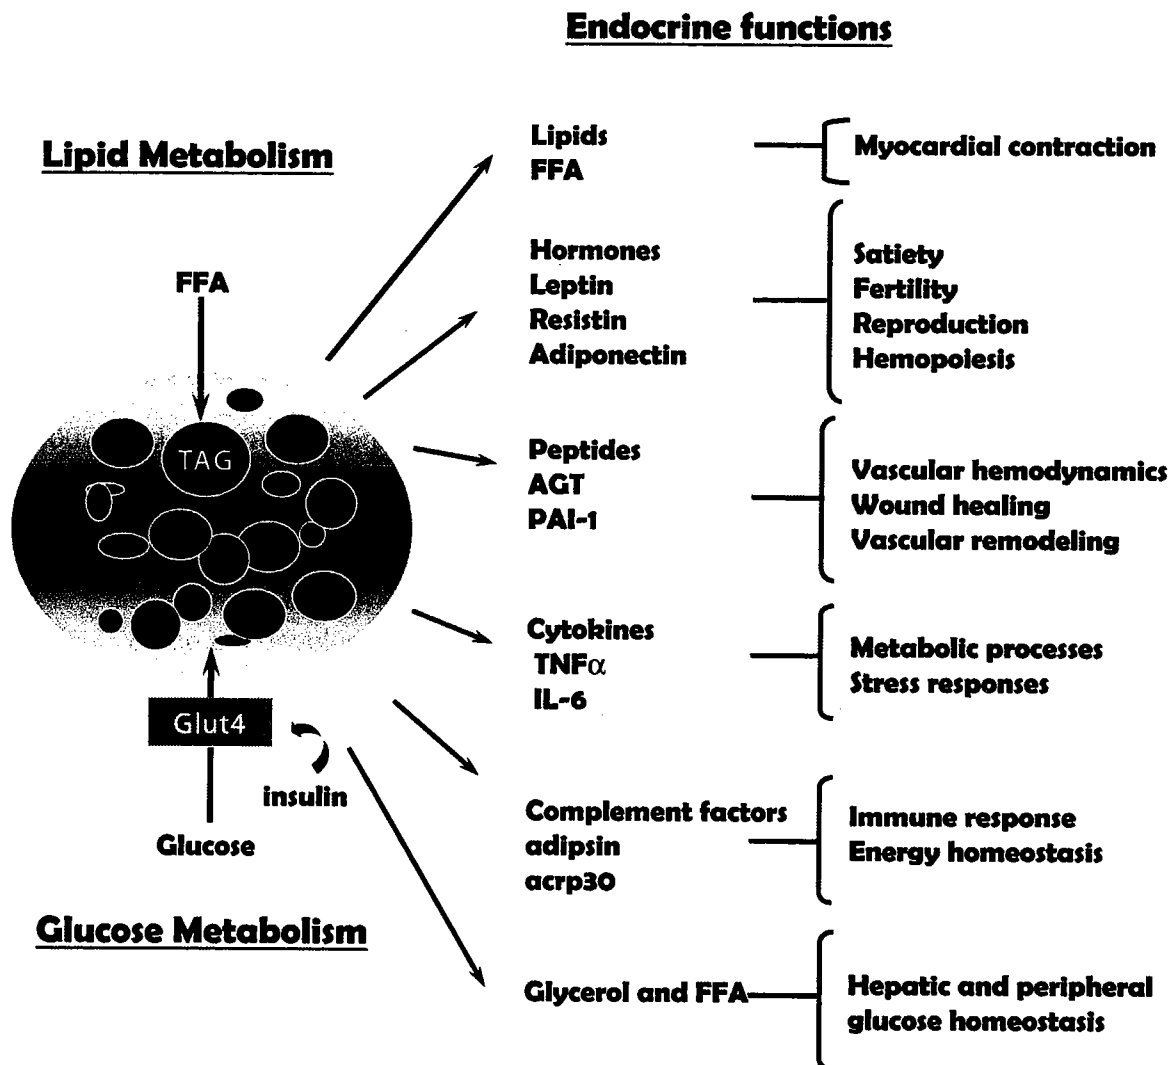 Endocrine functions
Lipid Metabolism
FFA
TAG
Glut4
insulin
Glucose
Glucose Metabolism
Lipids
FFA
Myocardial contraction
Hormones
Leptin
Resistin
Adiponectin
Satiety
Fertility
Reproduction
Hemopoiesis
Peptides
AGT
PAI-1
Vascular hemodynamics
Wound healing
Vascular remodeling
Cytokines
TNFα
IL-6
Metabolic processes
Stress responses
Complement factors
adipsin
acrp30
Immune response
Energy homeostasis
Glycerol and FFA
Hepatic and peripheral
glucose homeostasis